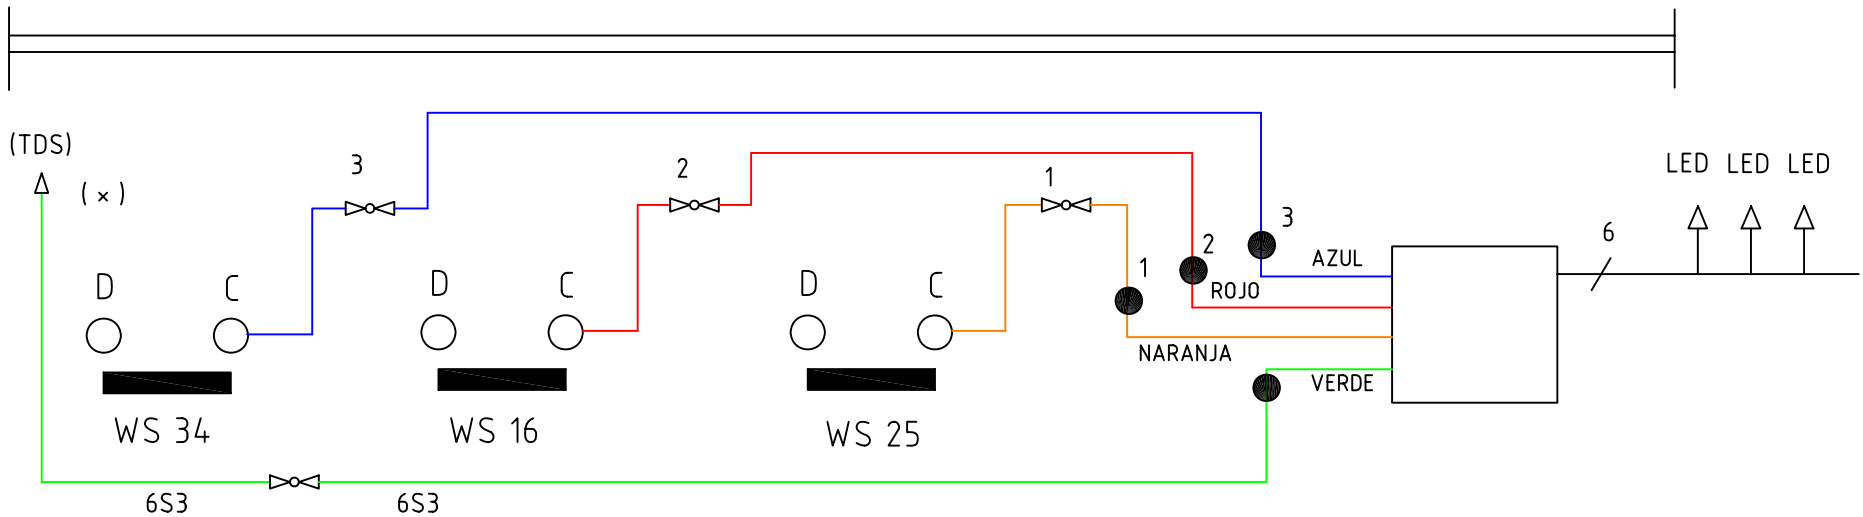 (TDS)
3
2
1
LED LED LED
(×)
3
2
1
6
AZUL
D C
D C
D C
ROJO
NARANJA
VERDE
WS 34
WS 16
WS 25
6S3
6S3